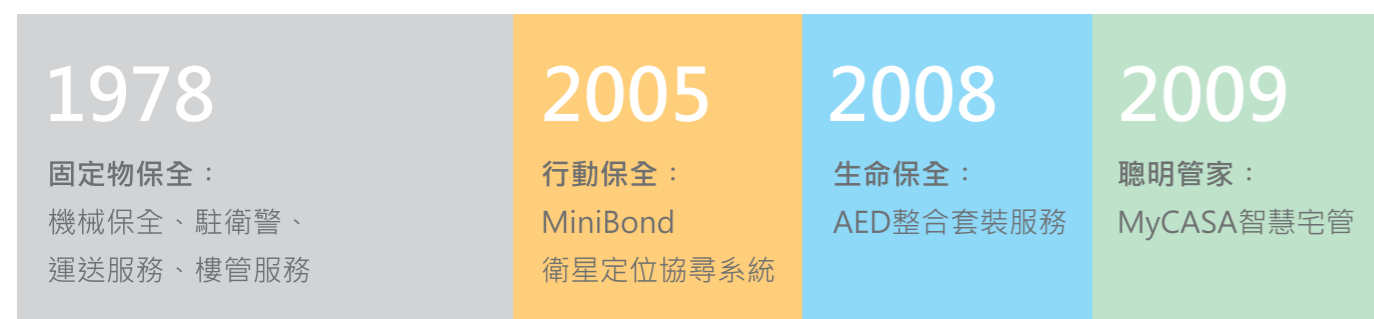 1978
固定物保全：
機械保全、駐衛警、
運送服務、樓管服務
2005
行動保全：
MiniBond
衛星定位協尋系統
2008
生命保全：
AED整合套裝服務
2009
聰明管家：
MyCASA智慧宅管